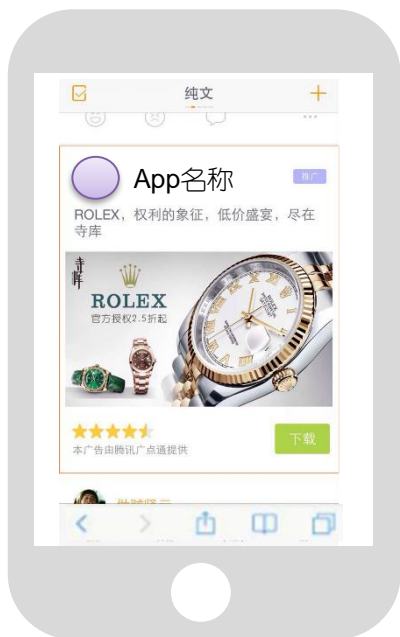 纯文
App名称
推广
ROLEX，权利的象征，低价盛宴，尽在
寺库
寺库
ROLEX
官方授权2.5折起
ROLEX
本广告由腾讯广点通提供
下载